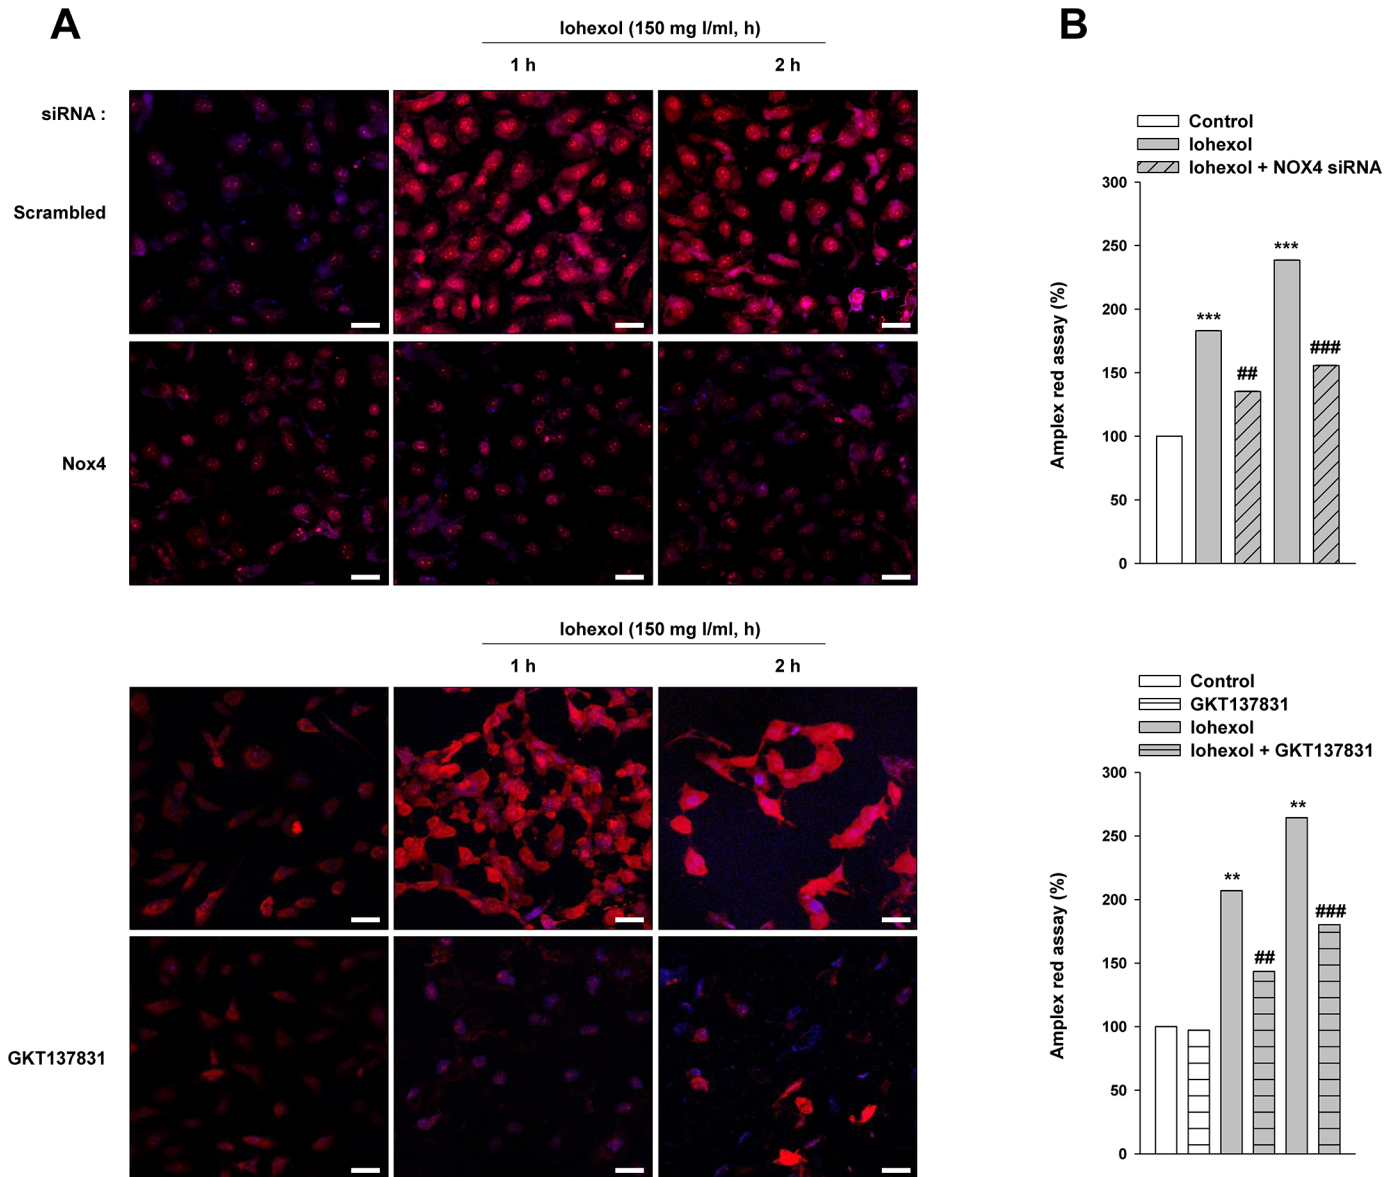 A
Iohexol (150 mg I/ml, h)
1 h
2 h
siRNA :
Scrambled
Nox4
Iohexol (150 mg I/ml, h)
1 h
2 h
GKT137831
B
Control
Iohexol
Iohexol + NOX4 siRNA
300
250
200
150
100
50
0
Amplex red assay (%)
***
##
***
###
Control
GKT137831
Iohexol
Iohexol + GKT137831
300
250
200
150
100
50
0
Amplex red assay (%)
**
##
**
###